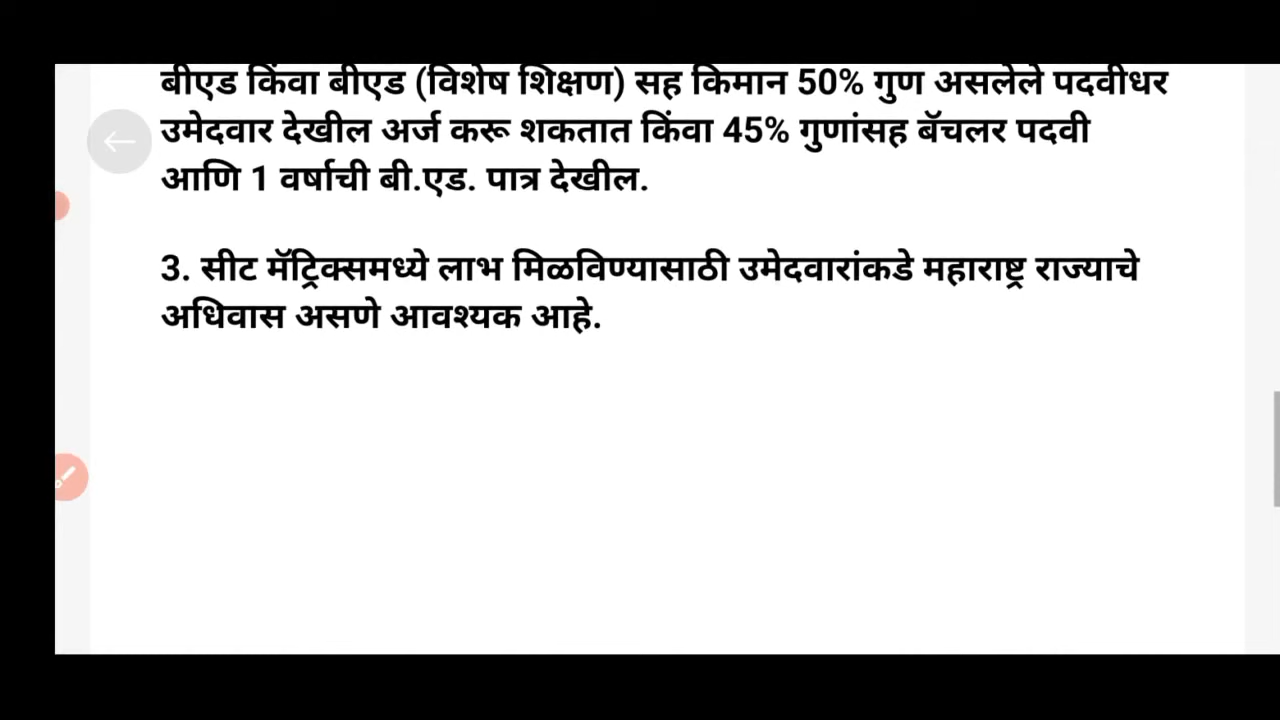 बीएड किंवा बीएड (विशेष शिक्षण) सह किमान 50% गुण असलेले पदवीधर
उमेदवार देखील अर्ज करू शकतात किंवा 45% गुणांसह बॅचलर पदवी
आणि 1 वर्षाची बी.एड. पात्र देखील.
3. सीट मॅट्रिक्समध्ये लाभ मिळविण्यासाठी उमेदवारांकडे महाराष्ट्र राज्याचे
अधिवास असणे आवश्यक आहे.